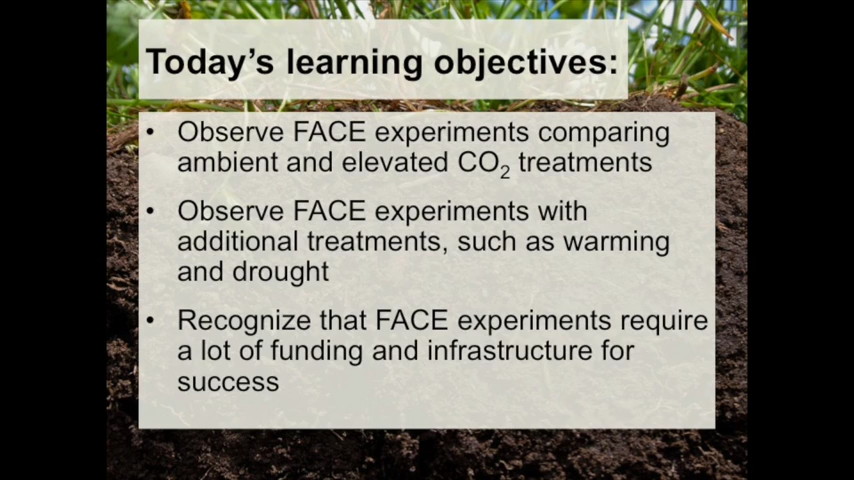 Today's learning objectives:
• Observe FACE experiments comparing
ambient and elevated CO₂ treatments
• Observe FACE experiments with
additional treatments, such as warming
and drought
• Recognize that FACE experiments require
a lot of funding and infrastructure for
success